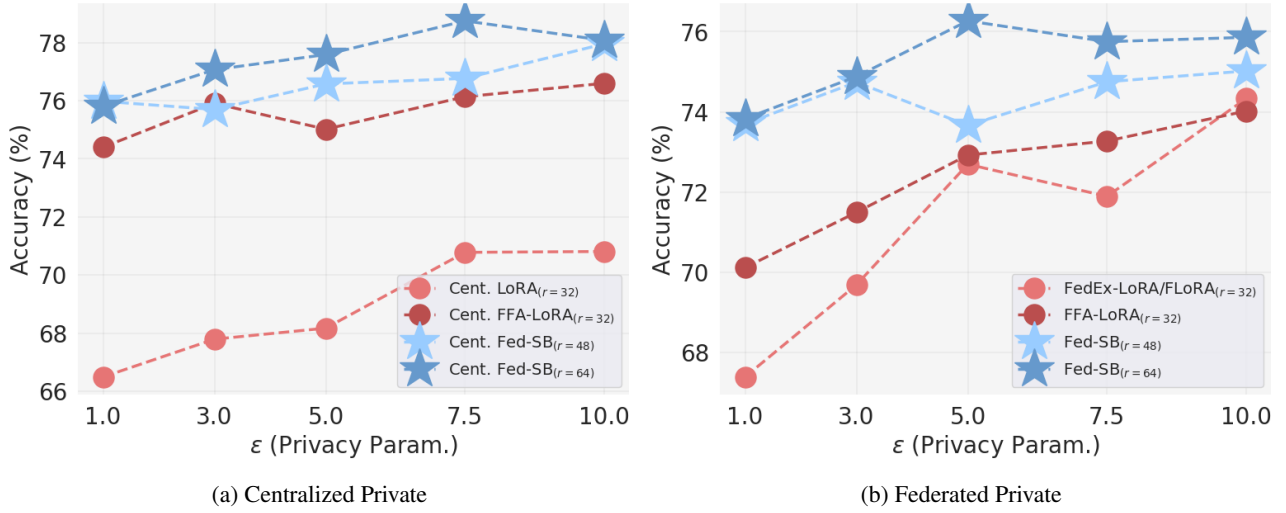 78
76
74
72
70
68
66
Accuracy (%)
1.0 3.0 5.0 7.5 10.0
ε (Privacy Param.)
Cent. LoRA(r = 32)
Cent. FFA-LoRA(r = 32)
Cent. Fed-SB(r = 48)
Cent. Fed-SB(r = 64)
(a) Centralized Private
76
74
72
70
68
Accuracy (%)
1.0 3.0 5.0 7.5 10.0
ε (Privacy Param.)
FedEx-LoRA/FLoRA(r = 32)
FFA-LoRA(r = 32)
Fed-SB(r = 48)
Fed-SB(r = 64)
(b) Federated Private